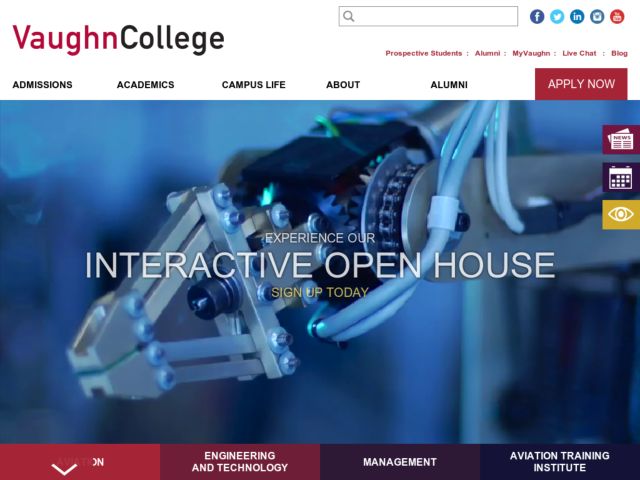 VaughnCollege
Prospective Students : Alumni : MyVaughn : Live Chat : Blog
ADMISSIONS ACADEMICS CAMPUS LIFE ABOUT ALUMNI APPLY NOW
NEWS
EXPERIENCE OUR
INTERACTIVE OPEN HOUSE
SIGN UP TODAY
AVIATION
ENGINEERING
AND TECHNOLOGY
MANAGEMENT
AVIATION TRAINING
INSTITUTE